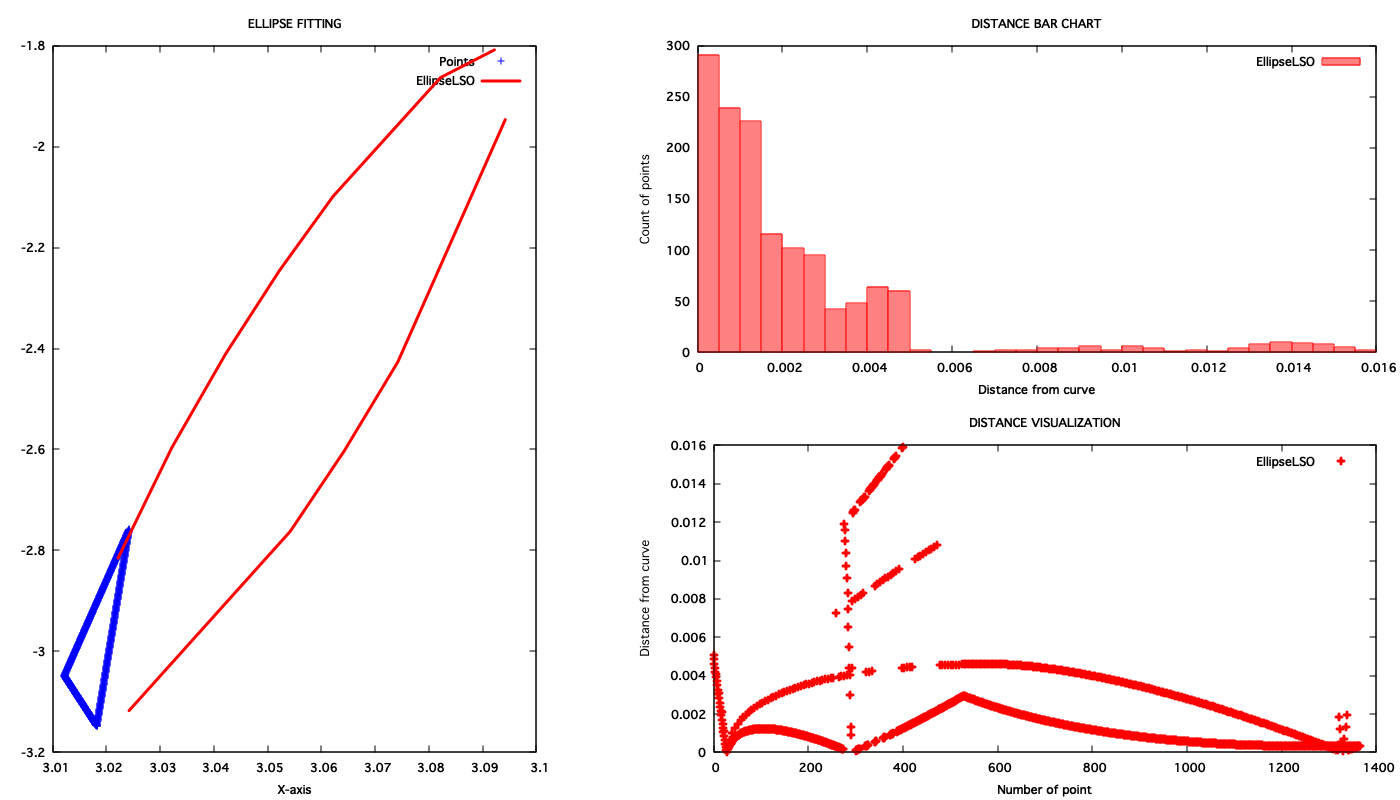 ELLIPSE FITTING
-1.8
-2
-2.2
-2.4
-2.6
-2.8
-3
-3.2
3.01 3.02 3.03 3.04 3.05 3.06 3.07 3.08 3.09 3.1
X-axis
Points
EllipseLSO
DISTANCE BAR CHART
300
250
200
150
100
50
0
0 0.002 0.004 0.006 0.008 0.01 0.012 0.014 0.016
Distance from curve
Count of points
EllipseLSO
DISTANCE VISUALIZATION
0.016
0.014
0.012
0.01
0.008
0.006
0.004
0.002
0
0 200 400 600 800 1000 1200 1400
Number of point
Distance from curve
EllipseLSO